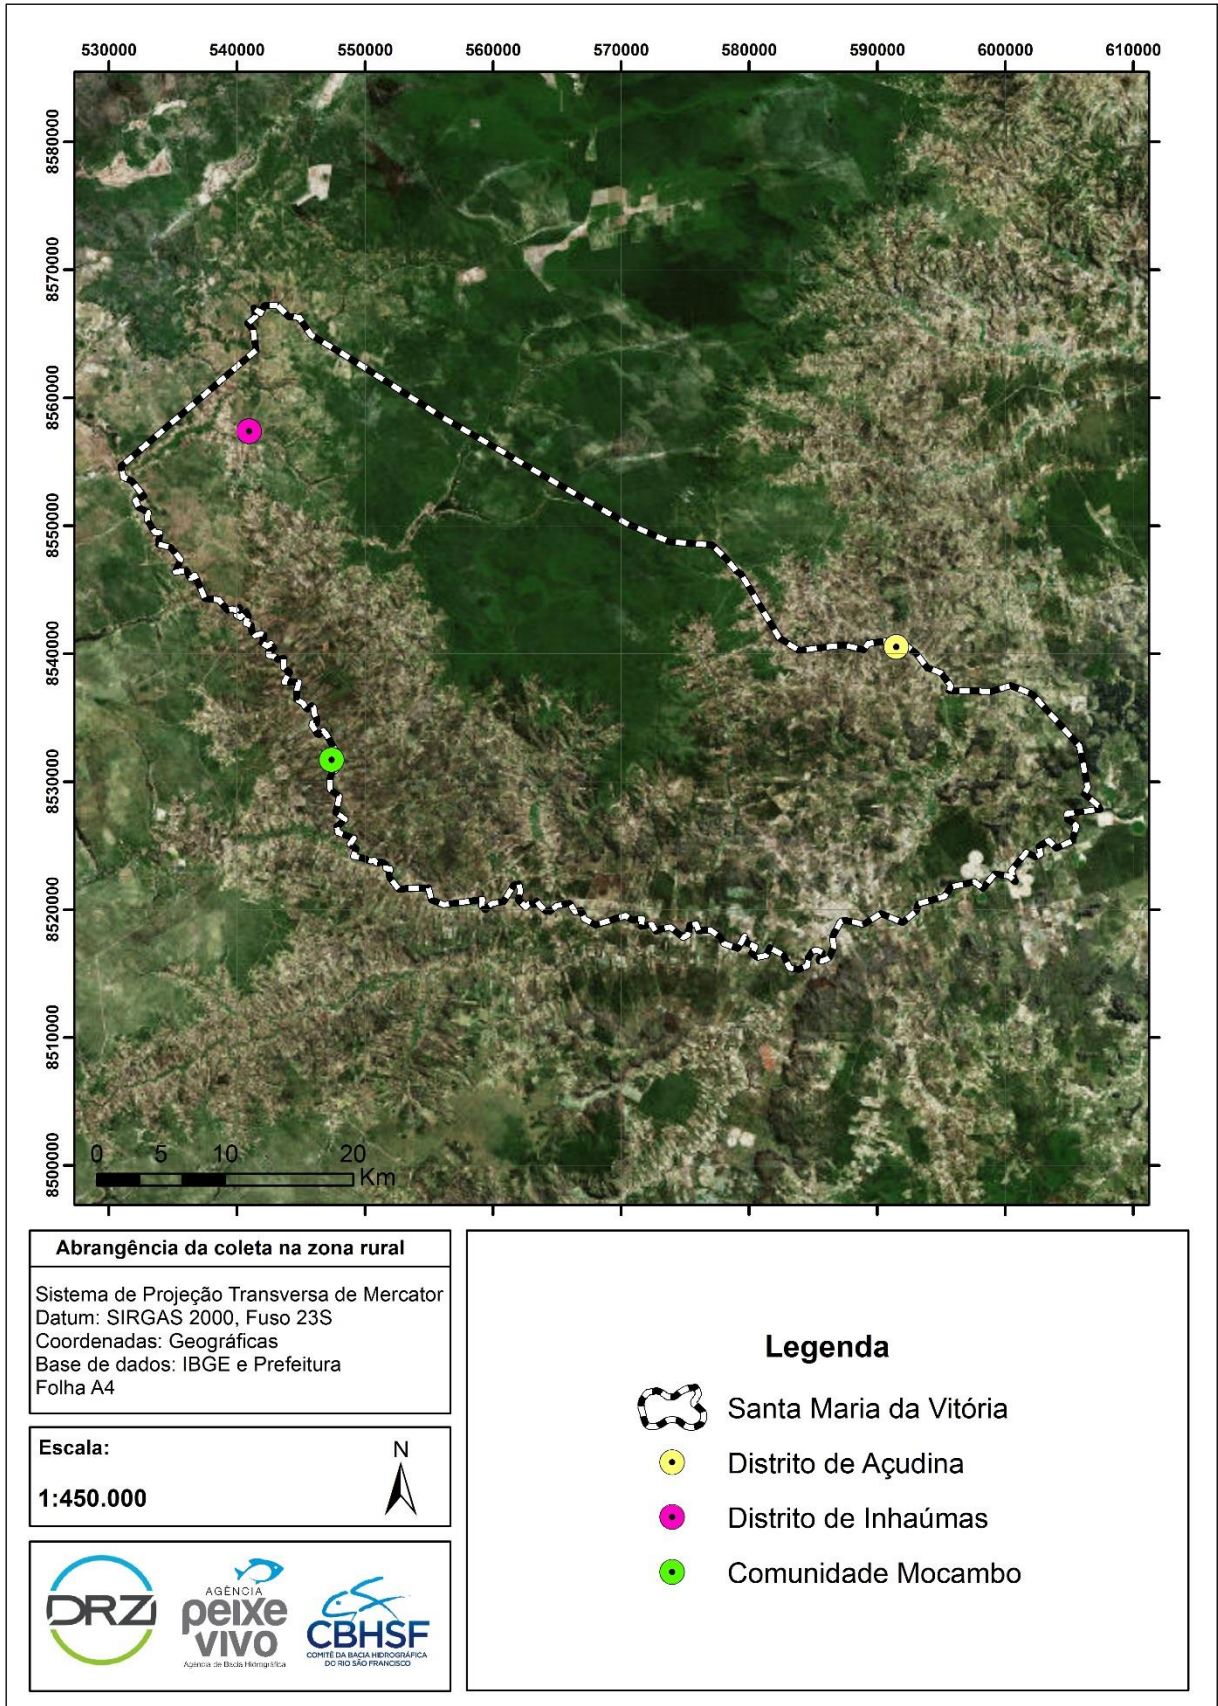 530000 540000 550000 560000 570000 580000 590000 600000 610000
8580000
8570000
8560000
8550000
8540000
8530000
8520000
8510000
8500000
0 5 10 20
Km
Abrangência da coleta na zona rural
Sistema de Projeção Transversa de Mercator
Datum: SIRGAS 2000, Fuso 23S
Coordenadas: Geográficas
Base de dados: IBGE e Prefeitura
Folha A4
Escala:
1:450.000
N
DRZ
AGÊNCIA
peixe
vivo
Agência de Bacia Hidrográfica
CBHSF
COMITÊ DA BACIA HIDROGRÁFICA
DO RIO SÃO FRANCISCO
Legenda
Santa Maria da Vitória
Distrito de Açudina
Distrito de Inhaúmas
Comunidade Mocambo